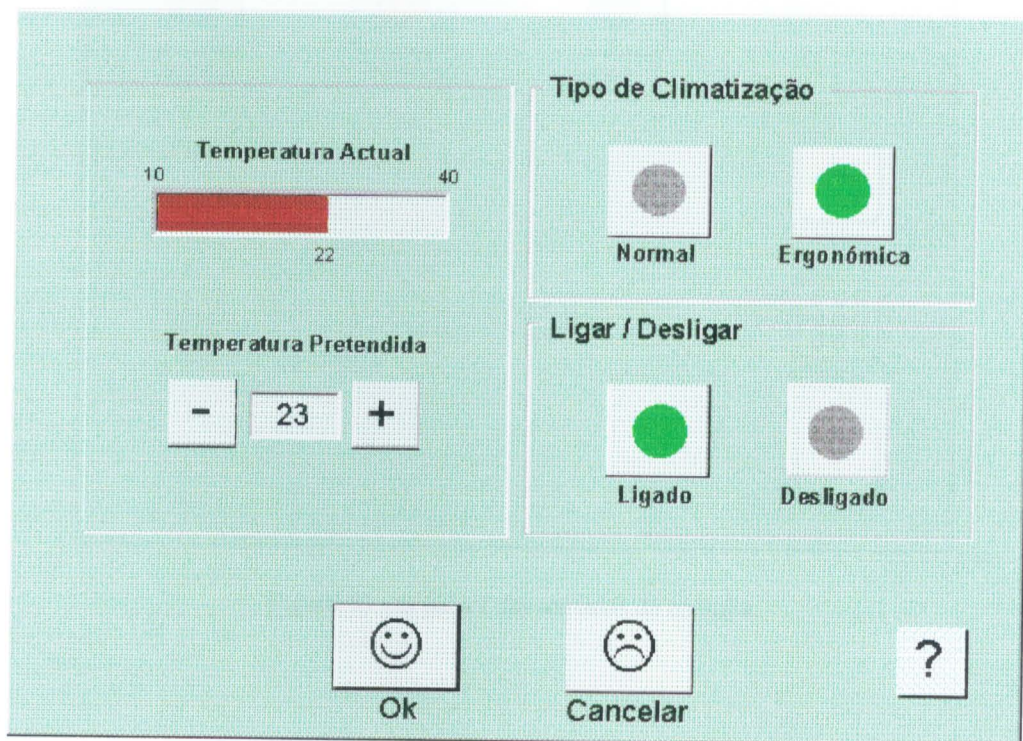 Temperatura Actual
10 40
22
Temperatura Pretendida
- 23 +
Tipo de Climatização
Normal Ergonómica
Ligar / Desligar
Ligado Desligado
Ok Cancelar ?